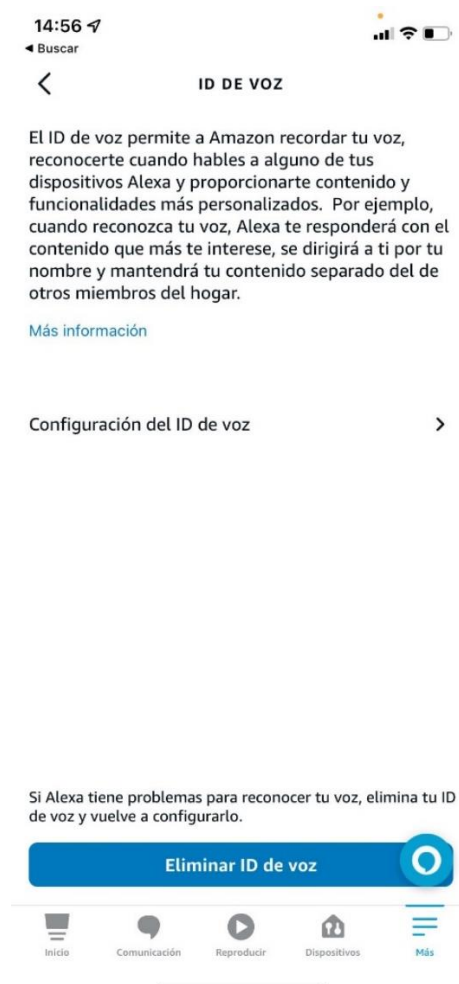 14:56
◀ Buscar
ID DE VOZ
El ID de voz permite a Amazon recordar tu voz,
reconocerte cuando hables a alguno de tus
dispositivos Alexa y proporcionarte contenido y
funcionalidades más personalizados. Por ejemplo,
cuando reconozca tu voz, Alexa te responderá con el
contenido que más te interese, se dirigirá a ti por tu
nombre y mantendrá tu contenido separado del de
otros miembros del hogar.
Más información
Configuración del ID de voz
Si Alexa tiene problemas para reconocer tu voz, elimina tu ID
de voz y vuelve a configurarlo.
Eliminar ID de voz
Inicio Comunicación Reproducir Dispositivos Más